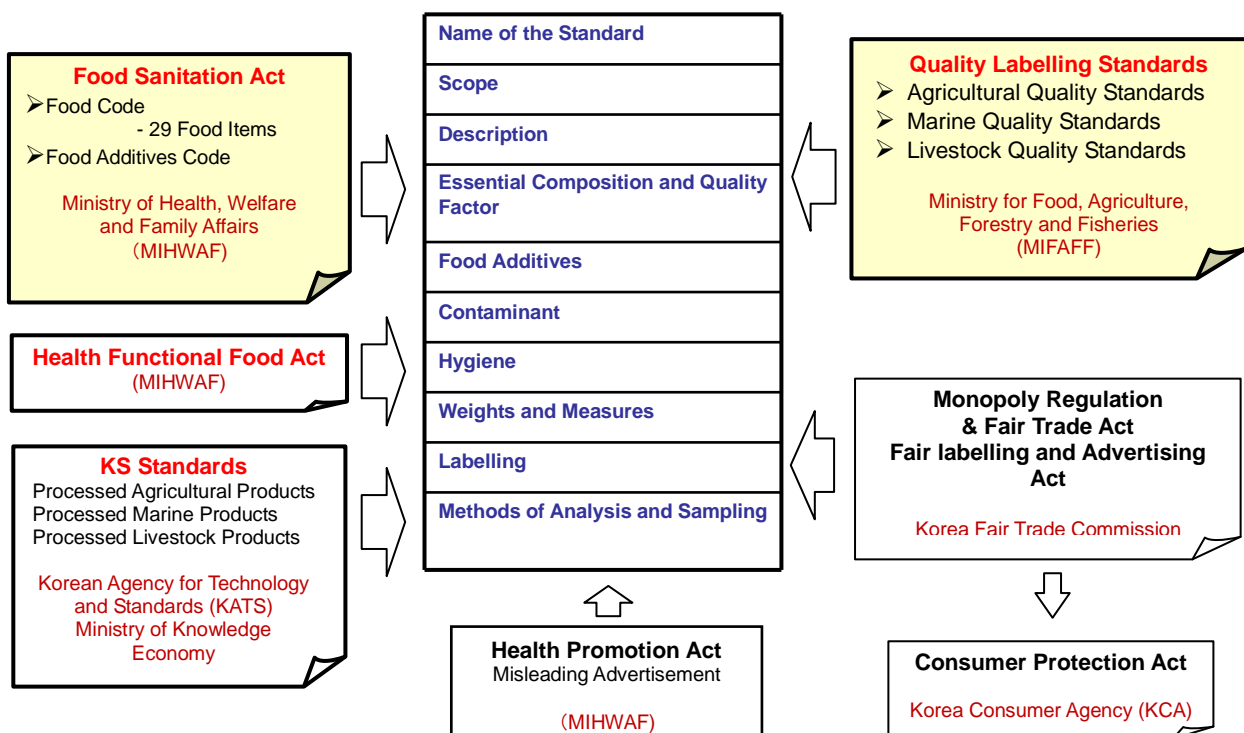 Food Sanitation Act
➢Food Code
- 29 Food Items
➢Food Additives Code
Ministry of Health, Welfare
and Family Affairs
(MIHWAF)
Health Functional Food Act
(MIHWAF)
KS Standards
Processed Agricultural Products
Processed Marine Products
Processed Livestock Products
Korean Agency for Technology
and Standards (KATS)
Ministry of Knowledge
Economy
Name of the Standard
Scope
Description
Essential Composition and Quality
Factor
Food Additives
Contaminant
Hygiene
Weights and Measures
Labelling
Methods of Analysis and Sampling
Health Promotion Act
Misleading Advertisement
(MIHWAF)
Quality Labelling Standards
➢ Agricultural Quality Standards
➢ Marine Quality Standards
➢ Livestock Quality Standards
Ministry for Food, Agriculture,
Forestry and Fisheries
(MIFAFF)
Monopoly Regulation
& Fair Trade Act
Fair labelling and Advertising
Act
Korea Fair Trade Commission
Consumer Protection Act
Korea Consumer Agency (KCA)